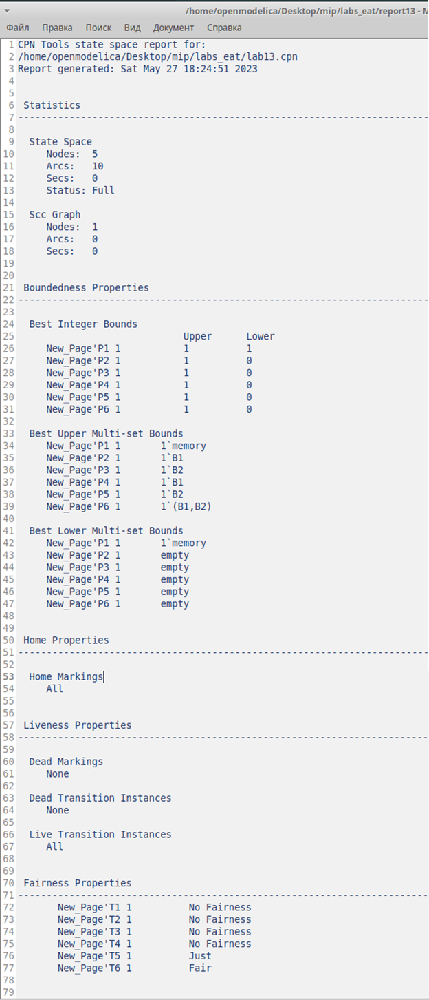 /home/openmodelica/Desktop/mip/labs_eat/report13 - M
Файл Правка Поиск Вид Документ Справка
1 CPN Tools state space report for:
2 /home/openmodelica/Desktop/mip/labs_eat/lab13.cpn
3 Report generated: Sat May 27 18:24:51 2023
4
5
6 Statistics
7 ------------------------------------------------------------------------
8
9 State Space
10 Nodes: 5
11 Arcs: 10
12 Secs: 0
13 Status: Full
14
15 Scc Graph
16 Nodes: 1
17 Arcs: 0
18 Secs: 0
19
20
21 Boundedness Properties
22 ------------------------------------------------------------------------
23
24 Best Integer Bounds
25 Upper Lower
26 New_Page'P1 1 1 1
27 New_Page'P2 1 1 0
28 New_Page'P3 1 1 0
29 New_Page'P4 1 1 0
30 New_Page'P5 1 1 0
31 New_Page'P6 1 1 0
32
33 Best Upper Multi-set Bounds
34 New_Page'P1 1 1`memory
35 New_Page'P2 1 1`B1
36 New_Page'P3 1 1`B2
37 New_Page'P4 1 1`B1
38 New_Page'P5 1 1`B2
39 New_Page'P6 1 1`(B1,B2)
40
41 Best Lower Multi-set Bounds
42 New_Page'P1 1 1`memory
43 New_Page'P2 1 empty
44 New_Page'P3 1 empty
45 New_Page'P4 1 empty
46 New_Page'P5 1 empty
47 New_Page'P6 1 empty
48
49
50 Home Properties
51 ------------------------------------------------------------------------
52
53 Home Markings
54 All
55
56
57 Liveness Properties
58 ------------------------------------------------------------------------
59
60 Dead Markings
61 None
62
63 Dead Transition Instances
64 None
65
66 Live Transition Instances
67 All
68
69
70 Fairness Properties
71 ------------------------------------------------------------------------
72 New_Page'T1 1 No Fairness
73 New_Page'T2 1 No Fairness
74 New_Page'T3 1 No Fairness
75 New_Page'T4 1 No Fairness
76 New_Page'T5 1 Just
77 New_Page'T6 1 Fair
78
79